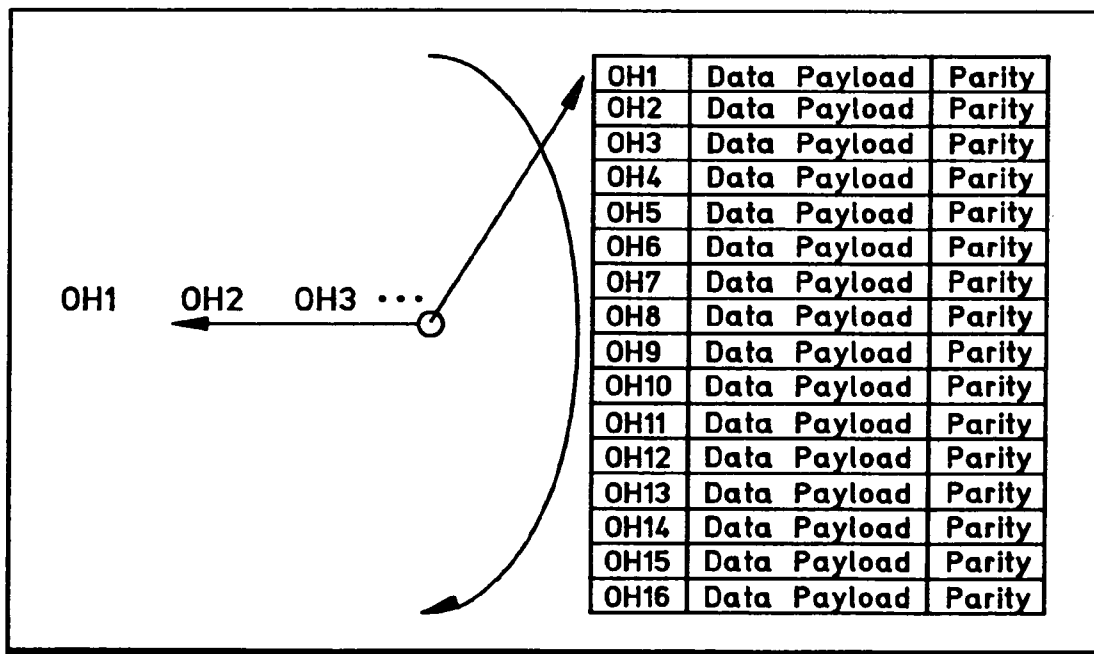 OH1 OH2 OH3 •••
OH1 Data Payload Parity
OH2 Data Payload Parity
OH3 Data Payload Parity
OH4 Data Payload Parity
OH5 Data Payload Parity
OH6 Data Payload Parity
OH7 Data Payload Parity
OH8 Data Payload Parity
OH9 Data Payload Parity
OH10 Data Payload Parity
OH11 Data Payload Parity
OH12 Data Payload Parity
OH13 Data Payload Parity
OH14 Data Payload Parity
OH15 Data Payload Parity
OH16 Data Payload Parity